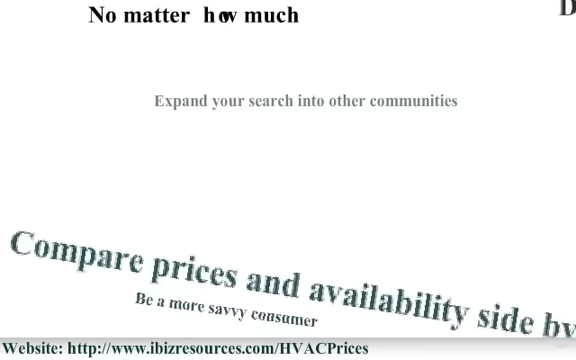 No matter how much
D
Expand your search into other communities
Compare prices and availability side by
Be a more savvy consumer
Website: http://www.ibizresources.com/HVACPrices